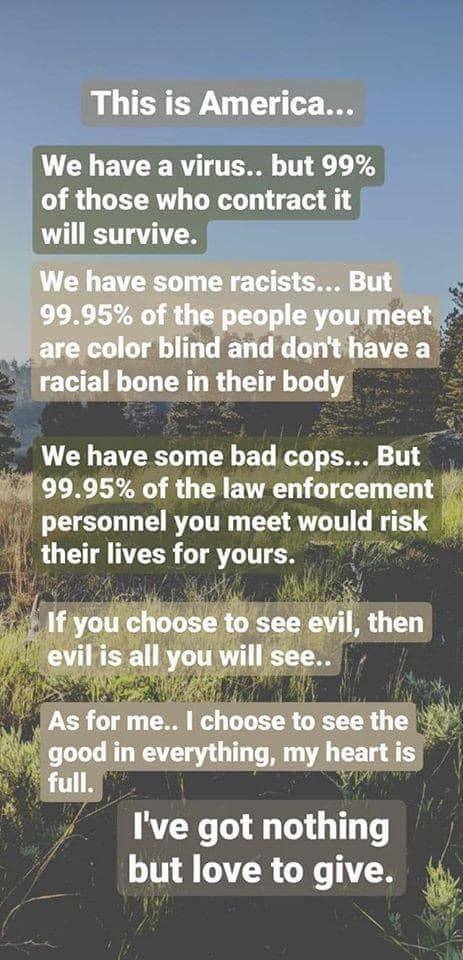 This is America...
We have a virus.. but 99%
of those who contract it
will survive.
We have some racists... But
99.95% of the people you meet
are color blind and don't have a
racial bone in their body
We have some bad cops... But
99.95% of the law enforcement
personnel you meet would risk
their lives for yours.
If you choose to see evil, then
evil is all you will see..
As for me.. I choose to see the
good in everything, my heart is
full.
I've got nothing
but love to give.